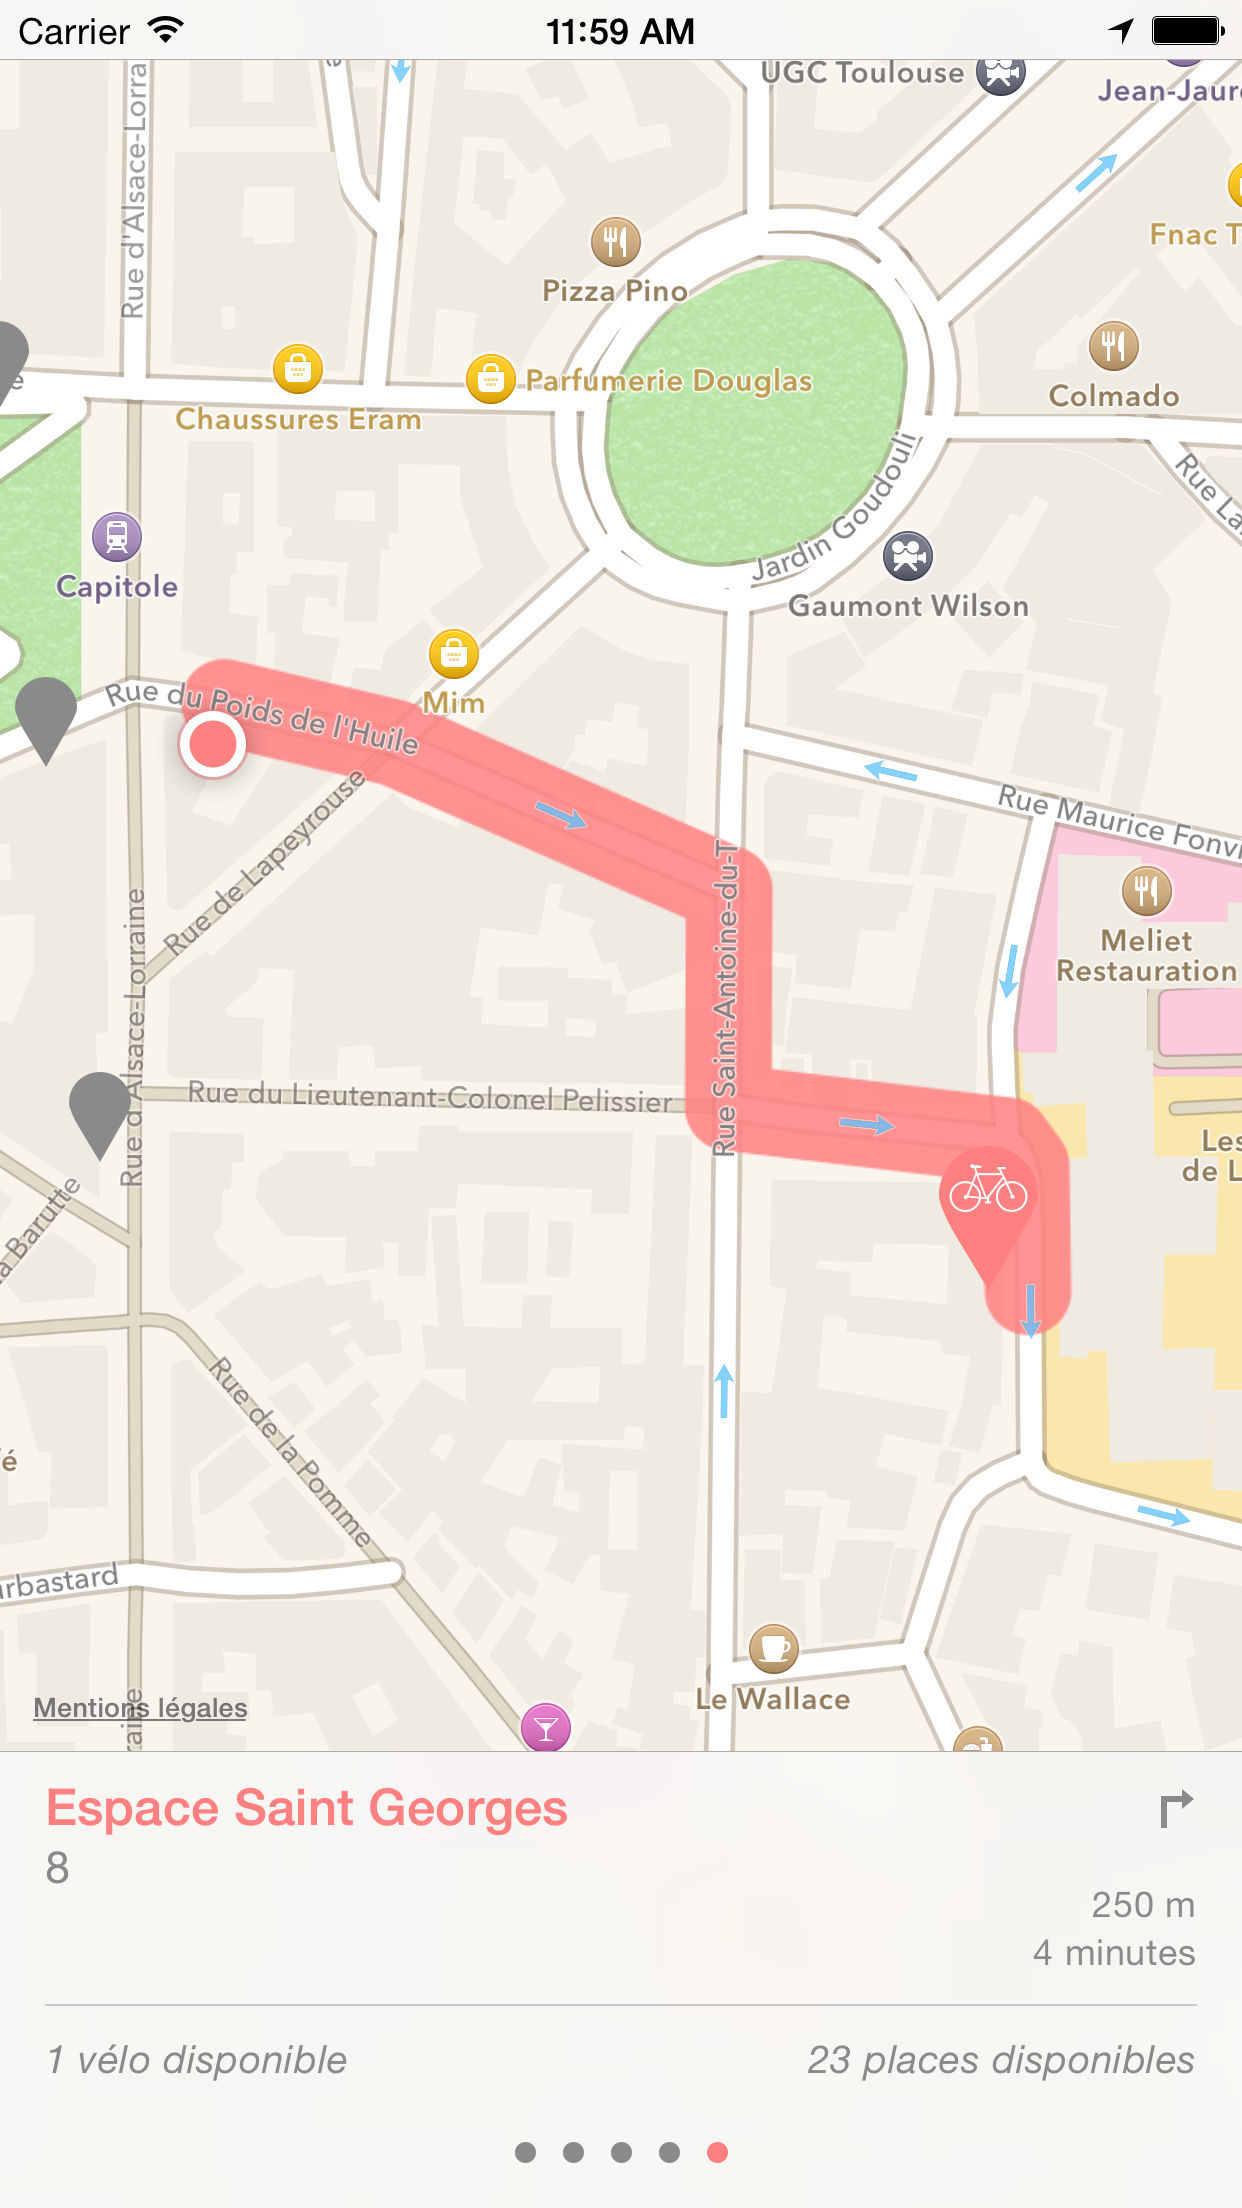 Carrier
11:59 AM
UGC Toulouse
Rue d'Alsace-Lorra
Pizza Pino
Chaussures Eram
Parfumerie Douglas
Colmado
Jardin Goudouli
Capitole
Gaumont Wilson
Mim
Rue du Poids de l'Huile
Rue de Lapeyrouse
Rue Maurice Fonvi
Rue d'Alsace-Lorraine
Rue Saint-Antoine-du-T
Meliet
Restauration
Rue du Lieutenant-Colonel Pelissier
Les
de L
a Barutte
Rue de la Pomme
é
urbastard
Le Wallace
Mentions légales
raine
Jean-Jaur
Fnac T
Rue La
e
Espace Saint Georges
8
250 m
4 minutes
1 vélo disponible
23 places disponibles